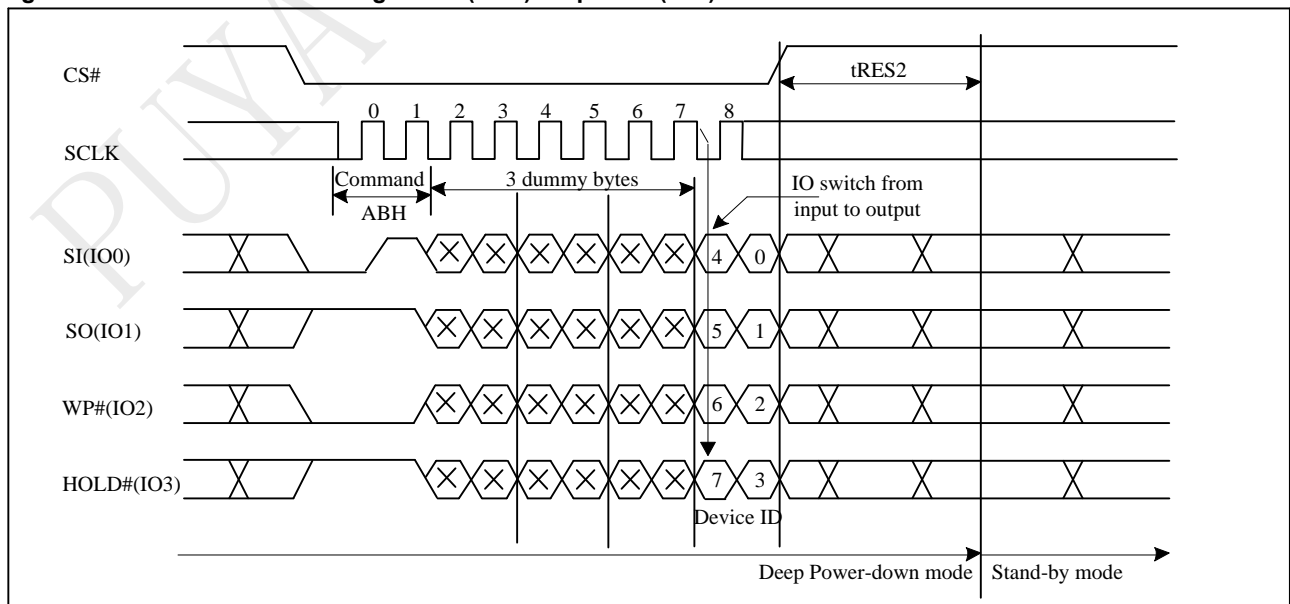 PUYA
CS#
tRES2
0 1 2 3 4 5 6 7 8
SCLK
Command
3 dummy bytes
IO switch from
input to output
ABH
SI(IO0)
4 0
SO(IO1)
5 1
WP#(IO2)
6 2
HOLD#(IO3)
7 3
Device ID
Deep Power-down mode
Stand-by mode